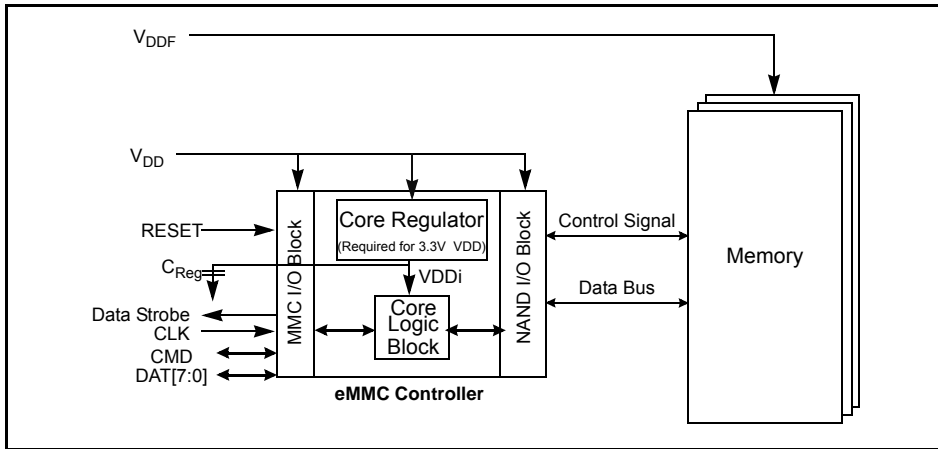 VDDF
VDD
RESET
CReg
Data Strobe
CLK
CMD
DAT[7:0]
MMC I/O Block
Core Regulator
(Required for 3.3V VDD)
VDDi
Core
Logic
Block
NAND I/O Block
eMMC Controller
Control Signal
Data Bus
Memory